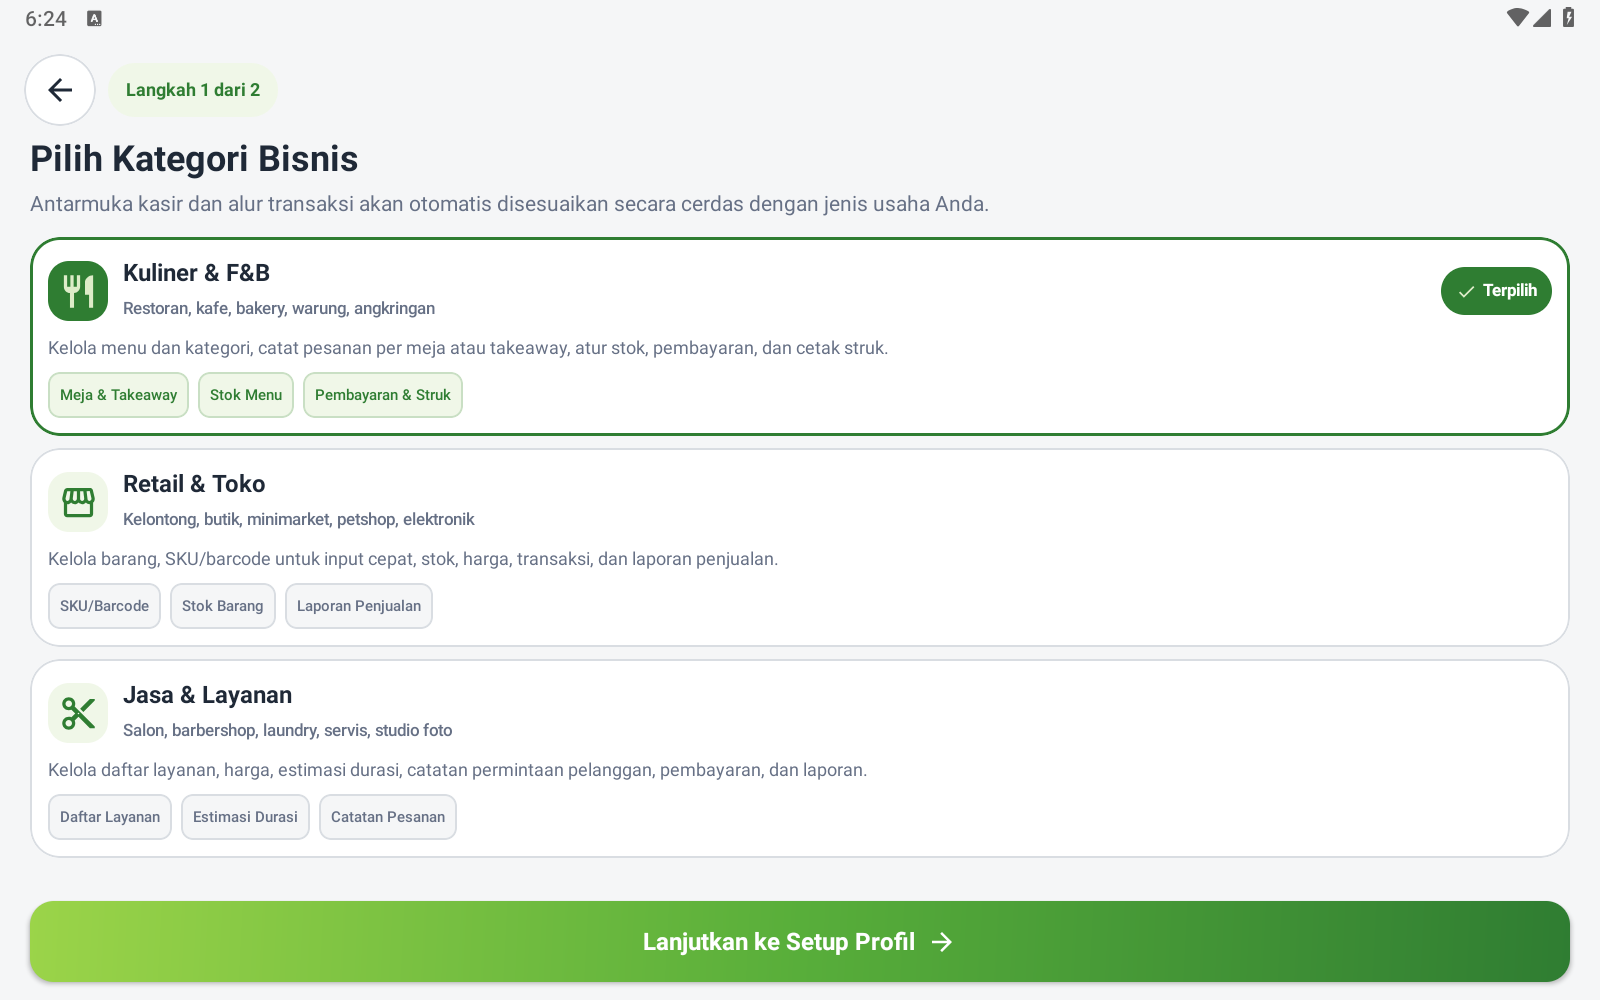 6:24
A
Langkah 1 dari 2
Pilih Kategori Bisnis
Antarmuka kasir dan alur transaksi akan otomatis disesuaikan secara cerdas dengan jenis usaha Anda.
Kuliner & F&B
Restoran, kafe, bakery, warung, angkringan
Terpilih
Kelola menu dan kategori, catat pesanan per meja atau takeaway, atur stok, pembayaran, dan cetak struk.
Meja & Takeaway Stok Menu Pembayaran & Struk
Retail & Toko
Kelontong, butik, minimarket, petshop, elektronik
Kelola barang, SKU/barcode untuk input cepat, stok, harga, transaksi, dan laporan penjualan.
SKU/Barcode Stok Barang Laporan Penjualan
Jasa & Layanan
Salon, barbershop, laundry, servis, studio foto
Kelola daftar layanan, harga, estimasi durasi, catatan permintaan pelanggan, pembayaran, dan laporan.
Daftar Layanan Estimasi Durasi Catatan Pesanan
Lanjutkan ke Setup Profil